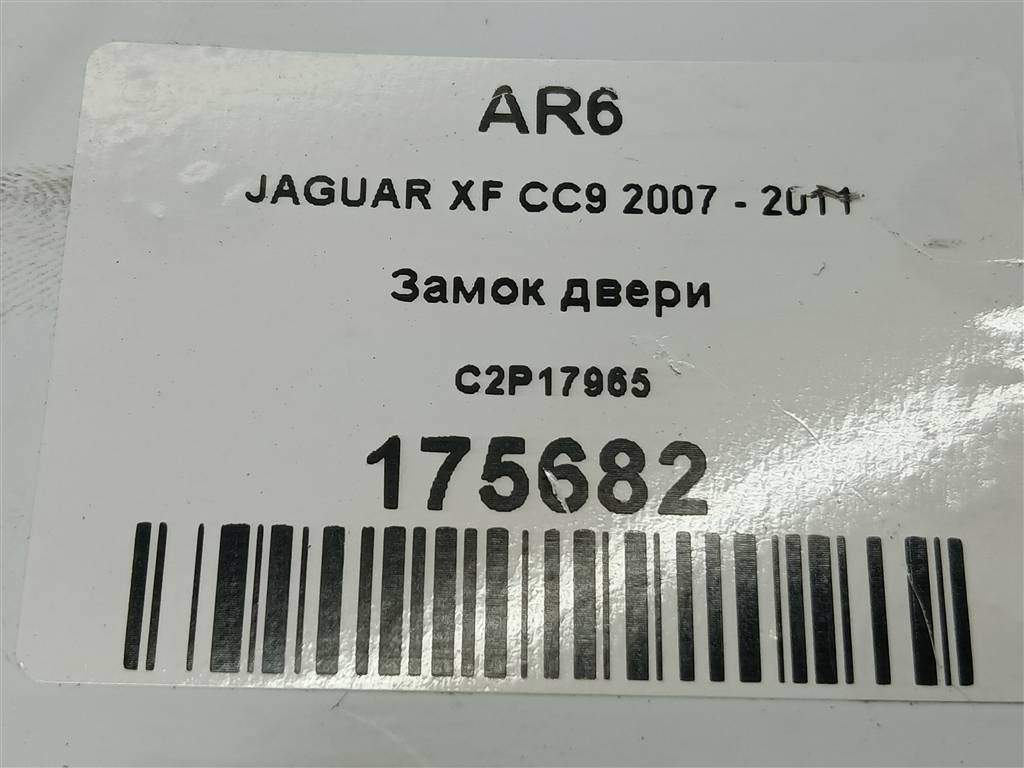 AR6
JAGUAR XF CC9 2007 - 2011
Замок двери
C2P17965
175682